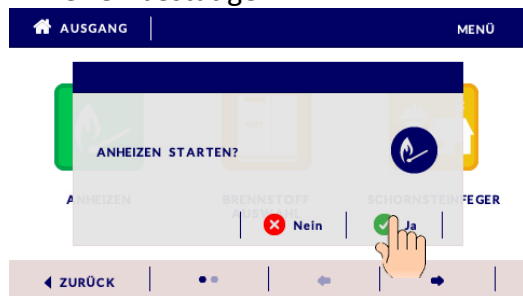 AUSGANG
MENÜ
ANHEIZEN STARTEN?
ANHEIZEN
BRENNSTOFF
AUSWAHL
SCHORNSTEINFEGER
Nein
Ja
ZURÜCK